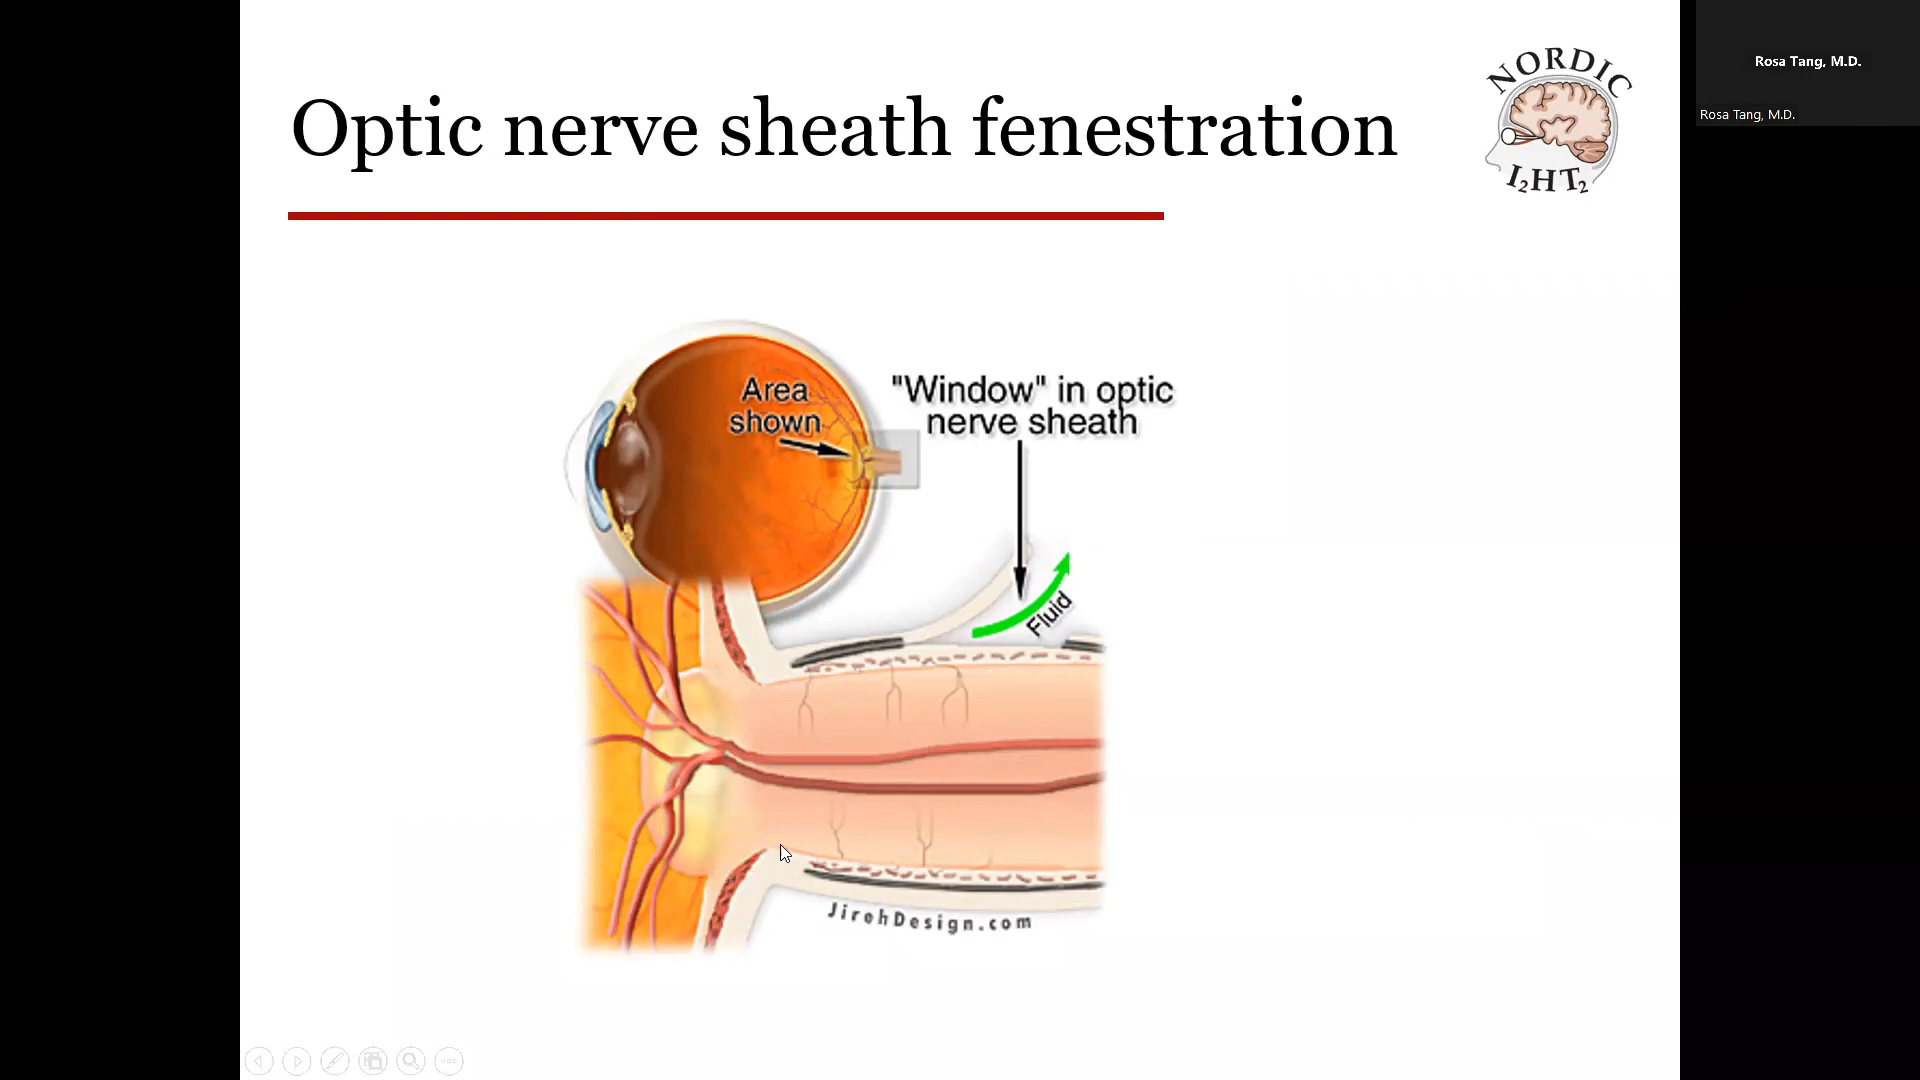 Optic nerve sheath fenestration
NORDIC
I2HT2
Rosa Tang, M.D.
Rosa Tang, M.D.
Area
shown
"Window" in optic
nerve sheath
Fluid
JirehDesign.com